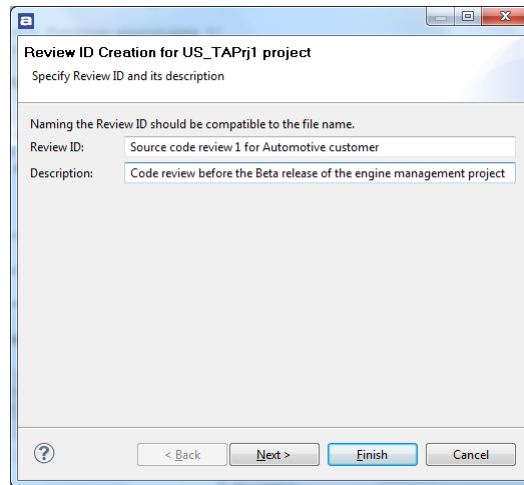 a
Review ID Creation for US_TAPrj1 project
Specify Review ID and its description
Naming the Review ID should be compatible to the file name.
Review ID: Source code review 1 for Automotive customer
Description: Code review before the Beta release of the engine management project
? < Back Next > Finish Cancel